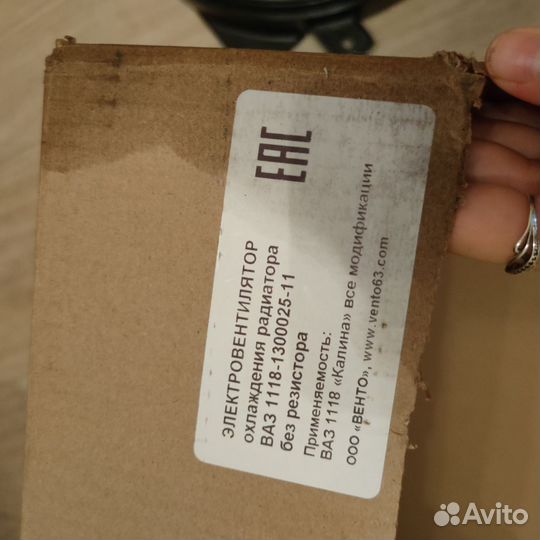 EAC
ЭЛЕКТРОВЕНТИЛЯТОР
охлаждения радиатора
ВАЗ 1118-1300025-11
без резистора
Применяемость:
ВАЗ 1118 «Калина» все модификации
ООО «ВЕНТО», www.vento63.com
Avito